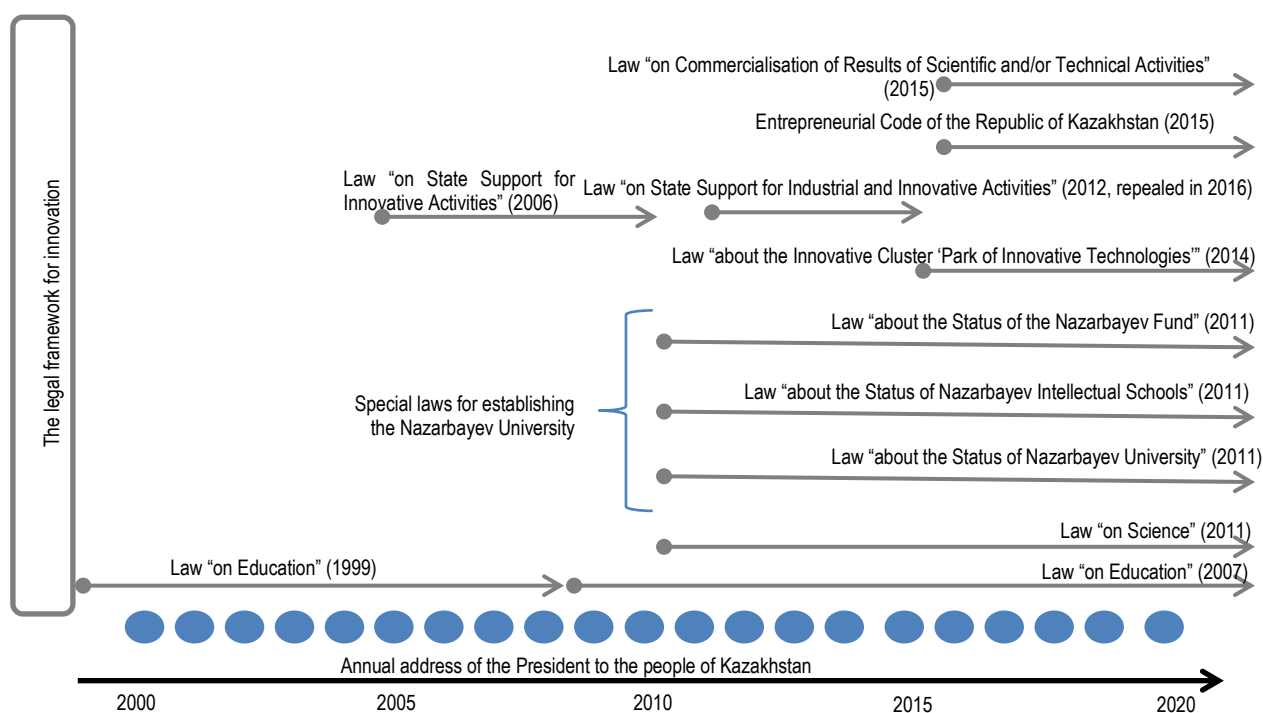 The legal framework for innovation
Law “on Commercialisation of Results of Scientific and/or Technical Activities”
(2015)
Entrepreneurial Code of the Republic of Kazakhstan (2015)
Law “on State Support for
Innovative Activities” (2006)
Law “on State Support for Industrial and Innovative Activities” (2012, repealed in 2016)
Law “about the Innovative Cluster ‘Park of Innovative Technologies’” (2014)
Law “about the Status of the Nazarbayev Fund” (2011)
Special laws for establishing
the Nazarbayev University
Law “about the Status of Nazarbayev Intellectual Schools” (2011)
Law “about the Status of Nazarbayev University” (2011)
Law “on Science” (2011)
Law “on Education” (1999)
Law “on Education” (2007)
Annual address of the President to the people of Kazakhstan
2000
2005
2010
2015
2020